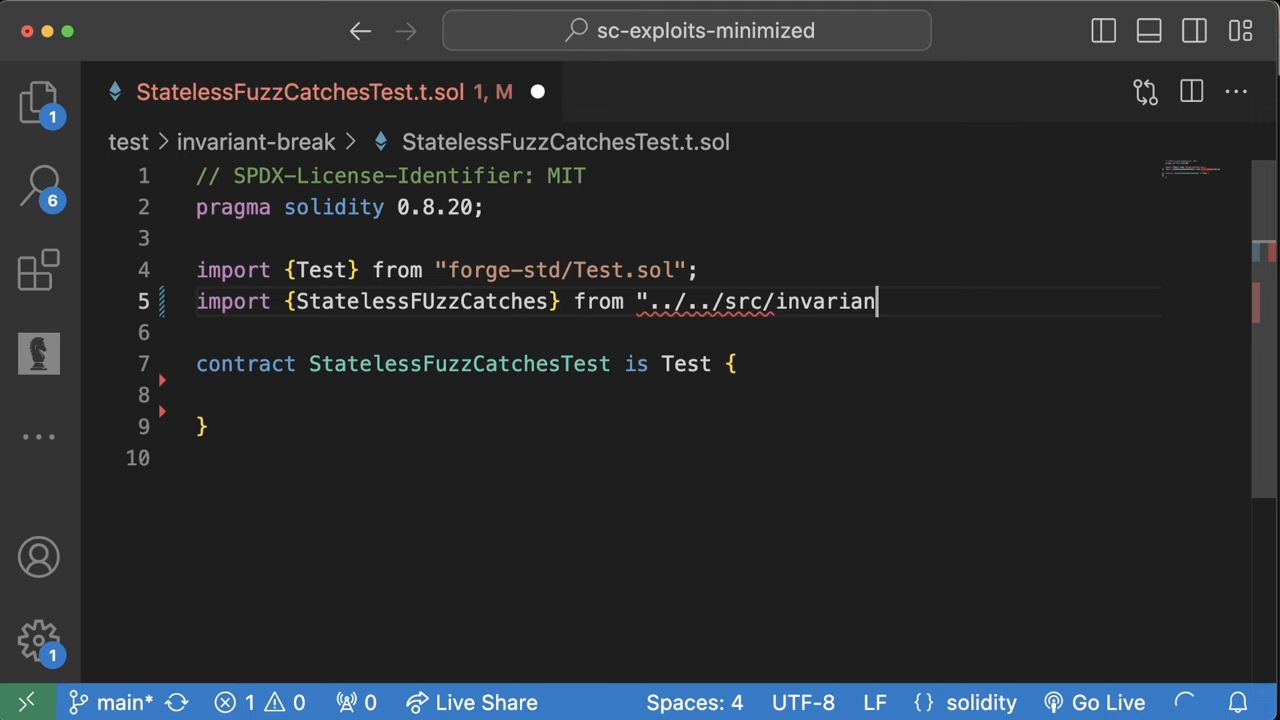 sc-exploits-minimized
StatelessFuzzCatchesTest.t.sol 1, M
test > invariant-break > StatelessFuzzCatchesTest.t.sol
1 // SPDX-License-Identifier: MIT
2 pragma solidity 0.8.20;
3
4 import {Test} from "forge-std/Test.sol";
5 import {StatelessFUzzCatches} from "../../src/invarian
6
7 contract StatelessFuzzCatchesTest is Test {
8
9 }
10
1
6
1
main* 1 0 0 Live Share Spaces: 4 UTF-8 LF {} solidity Go Live